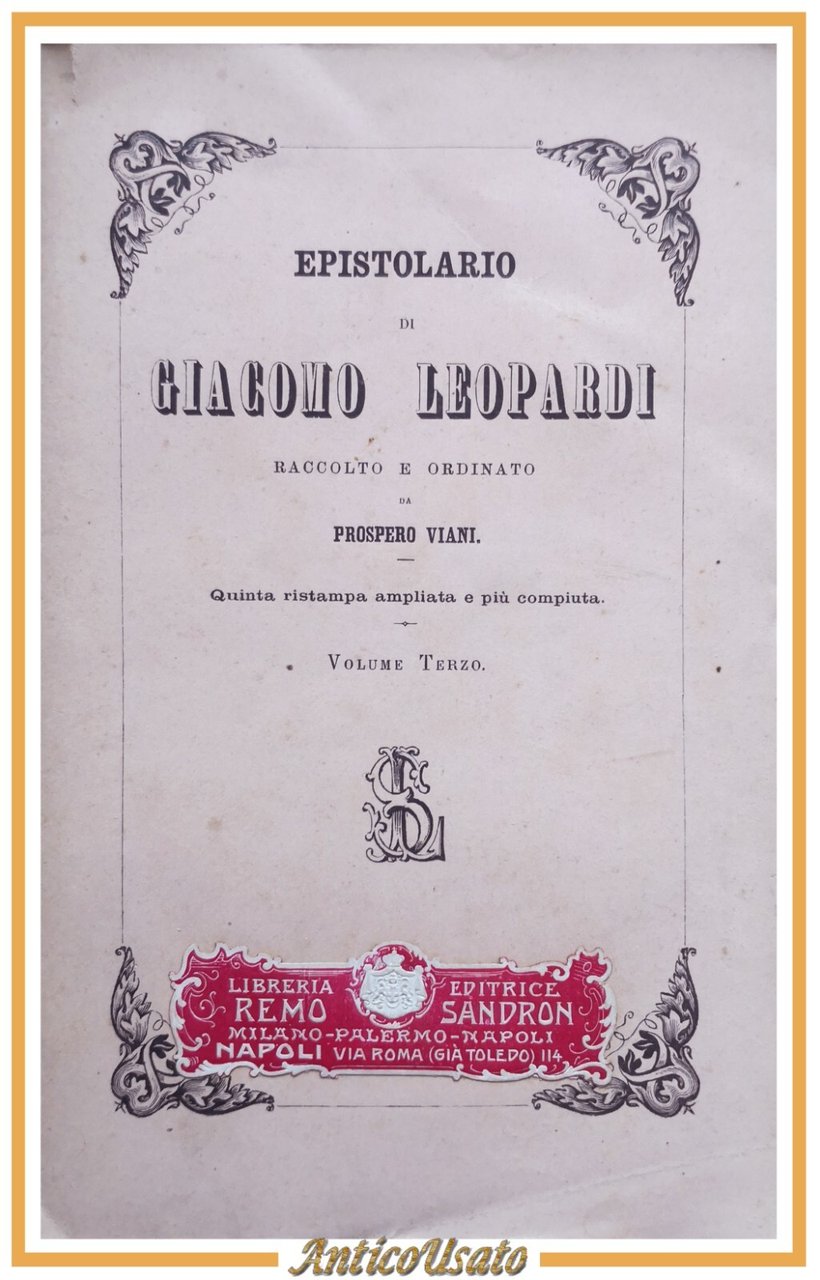 EPISTOLARIO
DI
GIACOMO LEOPARDI
RACCOLTO E ORDINATO
DA
PROSPERO VIANI.
Quinta ristampa ampliata e più compiuta.
VOLUME TERZO.
LIBRERIA EDITRICE
REMO SANDRON
MILANO-PALERMO-NAPOLI
NAPOLI VIA ROMA (GIÀ TOLEDO) 114
AnticoUsato